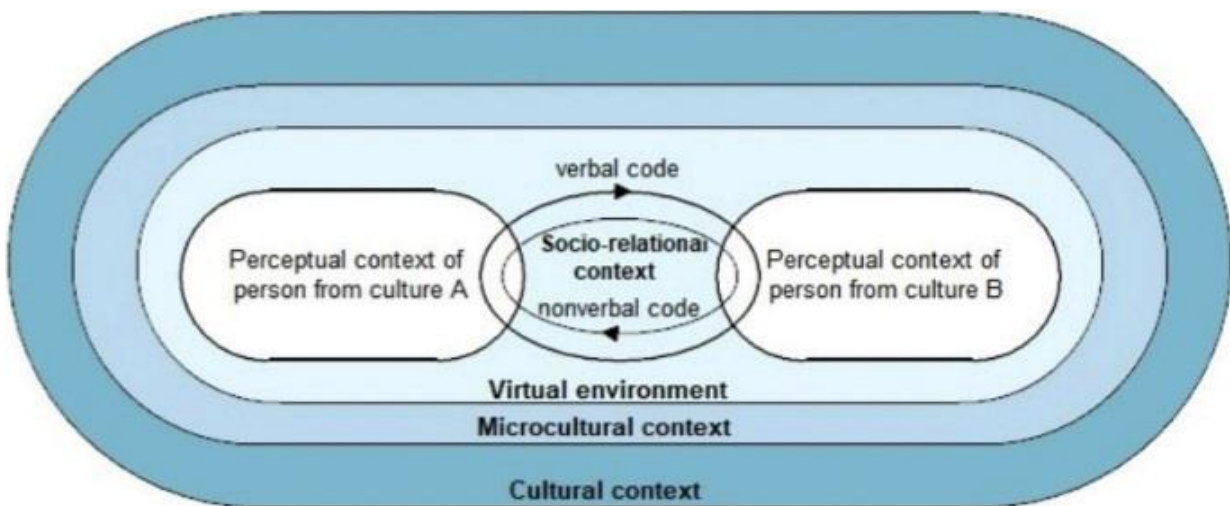 verbal code
Socio-relational
context
Perceptual context of
person from culture A
Perceptual context of
person from culture B
nonverbal code
Virtual environment
Microcultural context
Cultural context